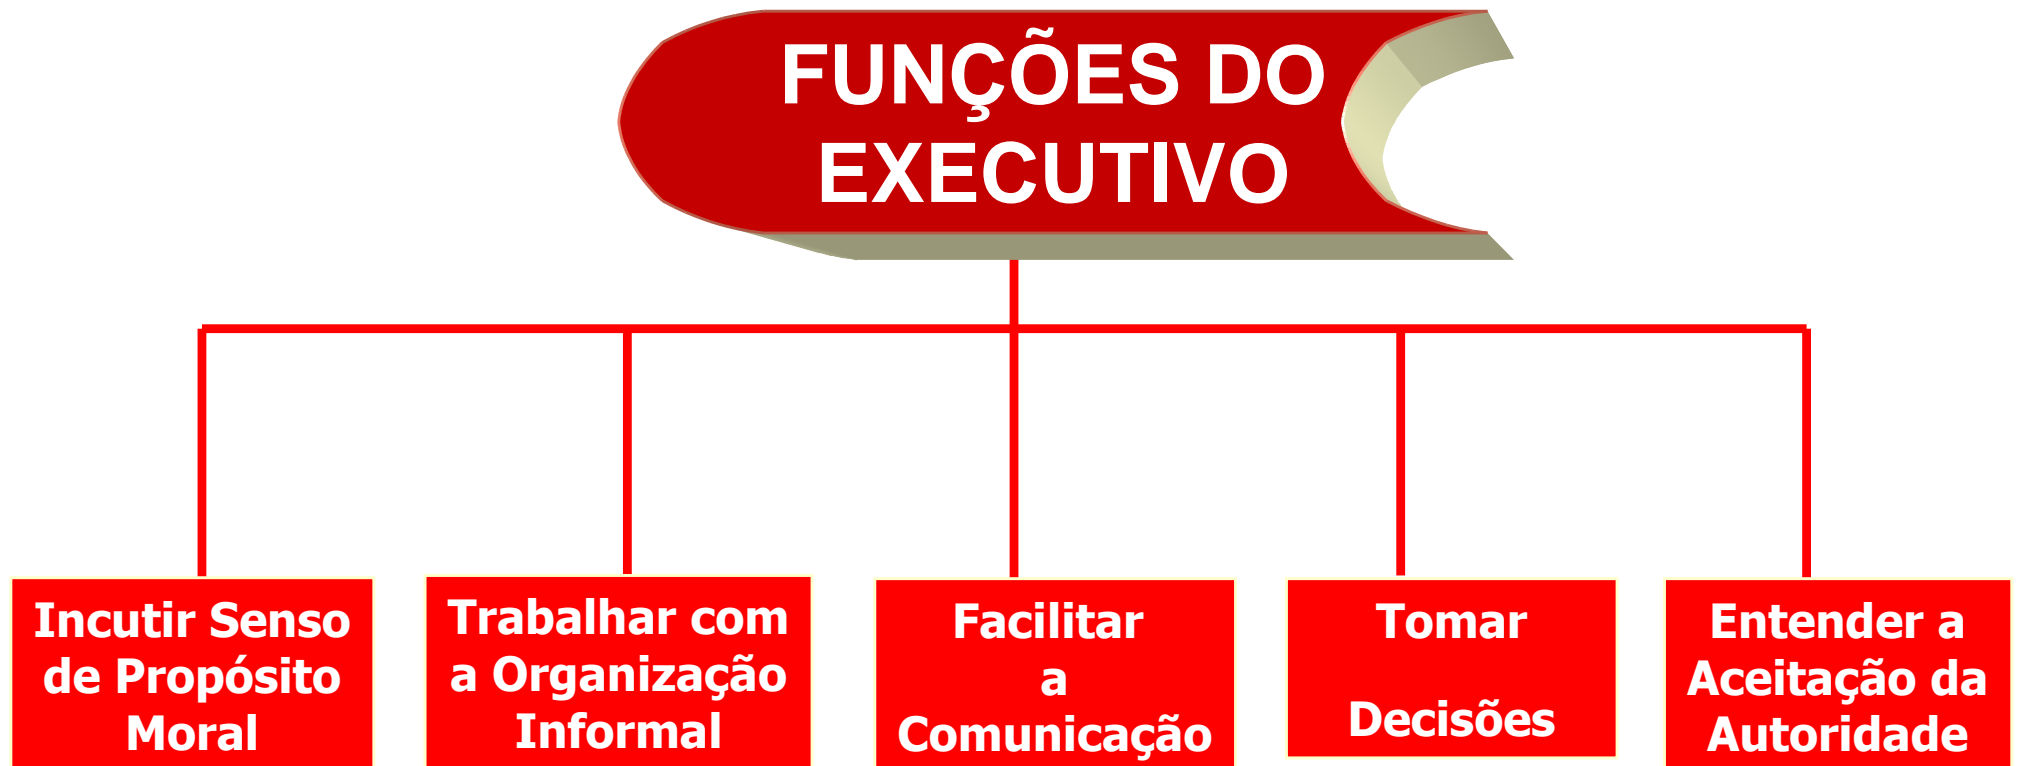 FUNÇÕES DO
EXECUTIVO
Incutir Senso
de Propósito
Moral
Trabalhar com
a Organização
Informal
Facilitar
a
Comunicação
Tomar
Decisões
Entender a
Aceitação da
Autoridade